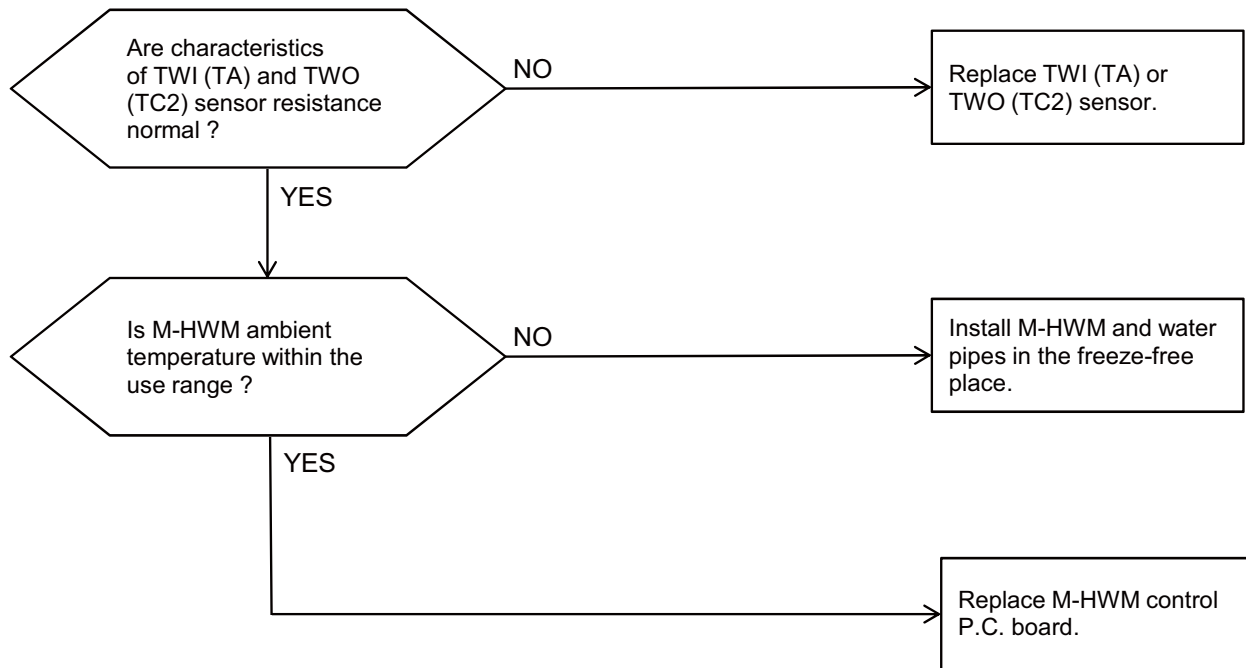 Are characteristics
of TWI (TA) and TWO
(TC2) sensor resistance
normal ?
NO
Replace TWI (TA) or
TWO (TC2) sensor.
YES
Is M-HWM ambient
temperature within the
use range ?
NO
Install M-HWM and water
pipes in the freeze-free
place.
YES
Replace M-HWM control
P.C. board.